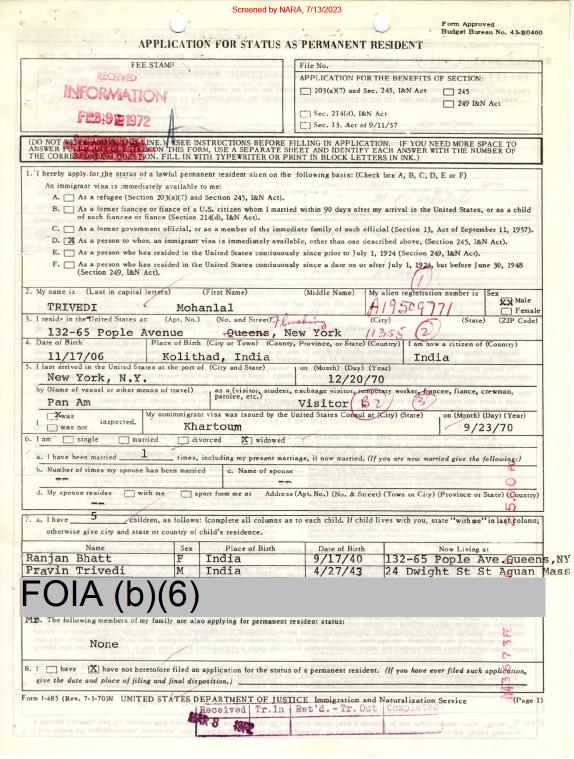 Screened by NARA, 7/13/2023
Form Approved
Budget Bureau No. 43-R0400
APPLICATION FOR STATUS AS PERMANENT RESIDENT
FEE STAMP
RECEIVED
INFORMATION
FEB 9 1972
File No.
APPLICATION FOR THE BENEFITS OF SECTION:
203(a)(7) and Sec. 245, I&N Act 245
249 I&N Act
Sec. 214(d), I&N Act
Sec. 13, Act of 9/11/57
(DO NOT WRITE ABOVE THIS LINE.) (SEE INSTRUCTIONS BEFORE FILLING IN APPLICATION. IF YOU NEED MORE SPACE TO
ANSWER FULLY ANY QUESTION ON THIS FORM, USE A SEPARATE SHEET AND IDENTIFY EACH ANSWER WITH THE NUMBER OF
THE CORRESPONDING QUESTION. FILL IN WITH TYPEWRITER OR PRINT IN BLOCK LETTERS IN INK.)
1. I hereby apply for the status of a lawful permanent resident alien on the following basis: (Check box A, B, C, D, E or F)
An immigrant visa is immediately available to me:
A. As a refugee (Section 203(a)(7) and Section 245, I&N Act).
B. As a former fiancee or fiance of a U.S. citizen whom I married within 90 days after my arrival in the United States, or as a child
of such fiancee or fiance (Section 214(d), I&N Act).
C. As a former government official, or as a member of the immediate family of such official (Section 13, Act of September 11, 1957).
D. X As a person to whom an immigrant visa is immediately available, other than one described above, (Section 245, I&N Act).
E. As a person who has resided in the United States continuously since prior to July 1, 1924 (Section 249, I&N Act).
F. As a person who has resided in the United States continuously since a date on or after July 1, 1924, but before June 30, 1948
(Section 249, I&N Act).
2. My name is (Last in capital letters) (First Name) (Middle Name) My alien registration number is Sex
1
TRIVEDI Mohanlal A19509771 XX Male
Female
3. I reside in the United States at: (Apt. No.) (No. and Street) (City) (State) (ZIP Code)
Flushing
132-65 Pople Avenue Queens, New York 11355 2
4. Date of Birth Place of Birth (City or Town) (County, Province, or State) (Country) I am now a citizen of (Country)
11/17/06 Kolithad, India India
5. I last arrived in the United States at the port of (City and State) on (Month) (Day) (Year)
New York, N.Y. 12/20/70
by (Name of vessel or other means of travel) as a (visitor, student, exchange visitor, temporary worker, fiancee, fiance, crewman,
parolee, etc.)
Pan Am Visitor B2 3
I X was inspected. My nonimmigrant visa was issued by the United States Consul at (City) (State) on (Month) (Day) (Year)
was not Khartoum 9/23/70
6. I am single married divorced X widowed
a. I have been married 1 times, including my present marriage, if now married. (If you are now married give the following:)
b. Number of times my spouse has been married c. Name of spouse
-- --
d. My spouse resides with me apart from me at Address (Apt. No.) (No. & Street) (Town or City) (Province or State) (Country)
--
7. a. I have 5 children, as follows: (complete all columns as to each child. If child lives with you, state "with me" in last column;
otherwise give city and state or country of child's residence.
Name Sex Place of Birth Date of Birth Now Living at
Ranjan Bhatt F India 9/17/40 132-65 Pople Ave.Queens,NY
Pravin Trivedi M India 4/27/43 24 Dwight St St Aguan Mass
FOIA (b)(6)
The following members of my family are also applying for permanent resident status:
None
8. I have X have not heretofore filed an application for the status of a permanent resident. (If you have ever filed such application,
give the date and place of filing and final disposition.)
Form I-485 (Rev. 7-1-70)N UNITED STATES DEPARTMENT OF JUSTICE Immigration and Naturalization Service (Page 1)
Received Tr. In Ret'd.-Tr. Out Completed
MAR 8 1972